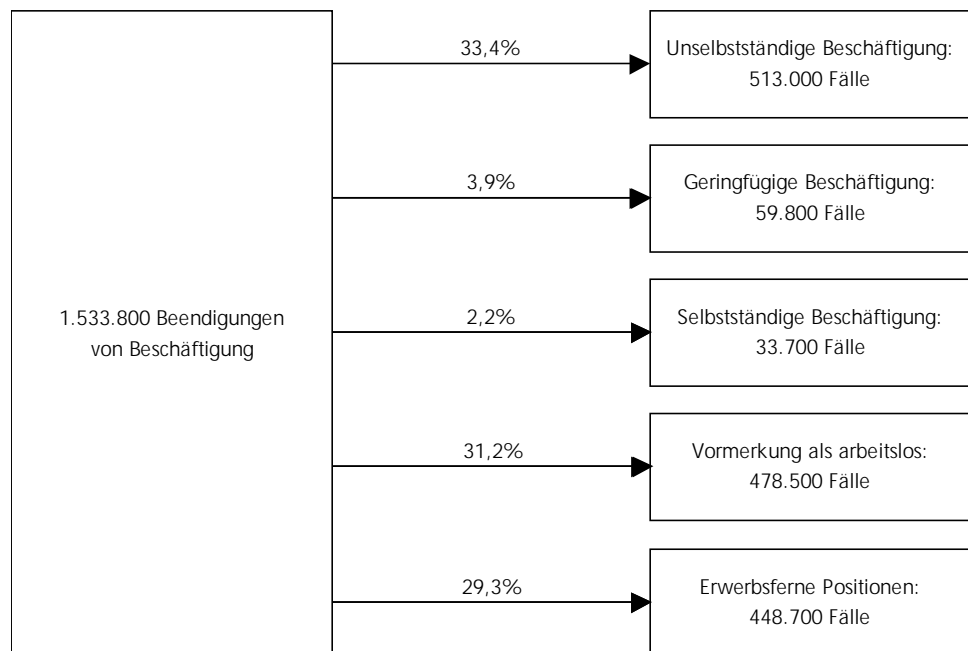 33,4%
Unselbstständige Beschäftigung:
513.000 Fälle
3,9%
Geringfügige Beschäftigung:
59.800 Fälle
1.533.800 Beendigungen
von Beschäftigung
2,2%
Selbstständige Beschäftigung:
33.700 Fälle
31,2%
Vormerkung als arbeitslos:
478.500 Fälle
29,3%
Erwerbsferne Positionen:
448.700 Fälle